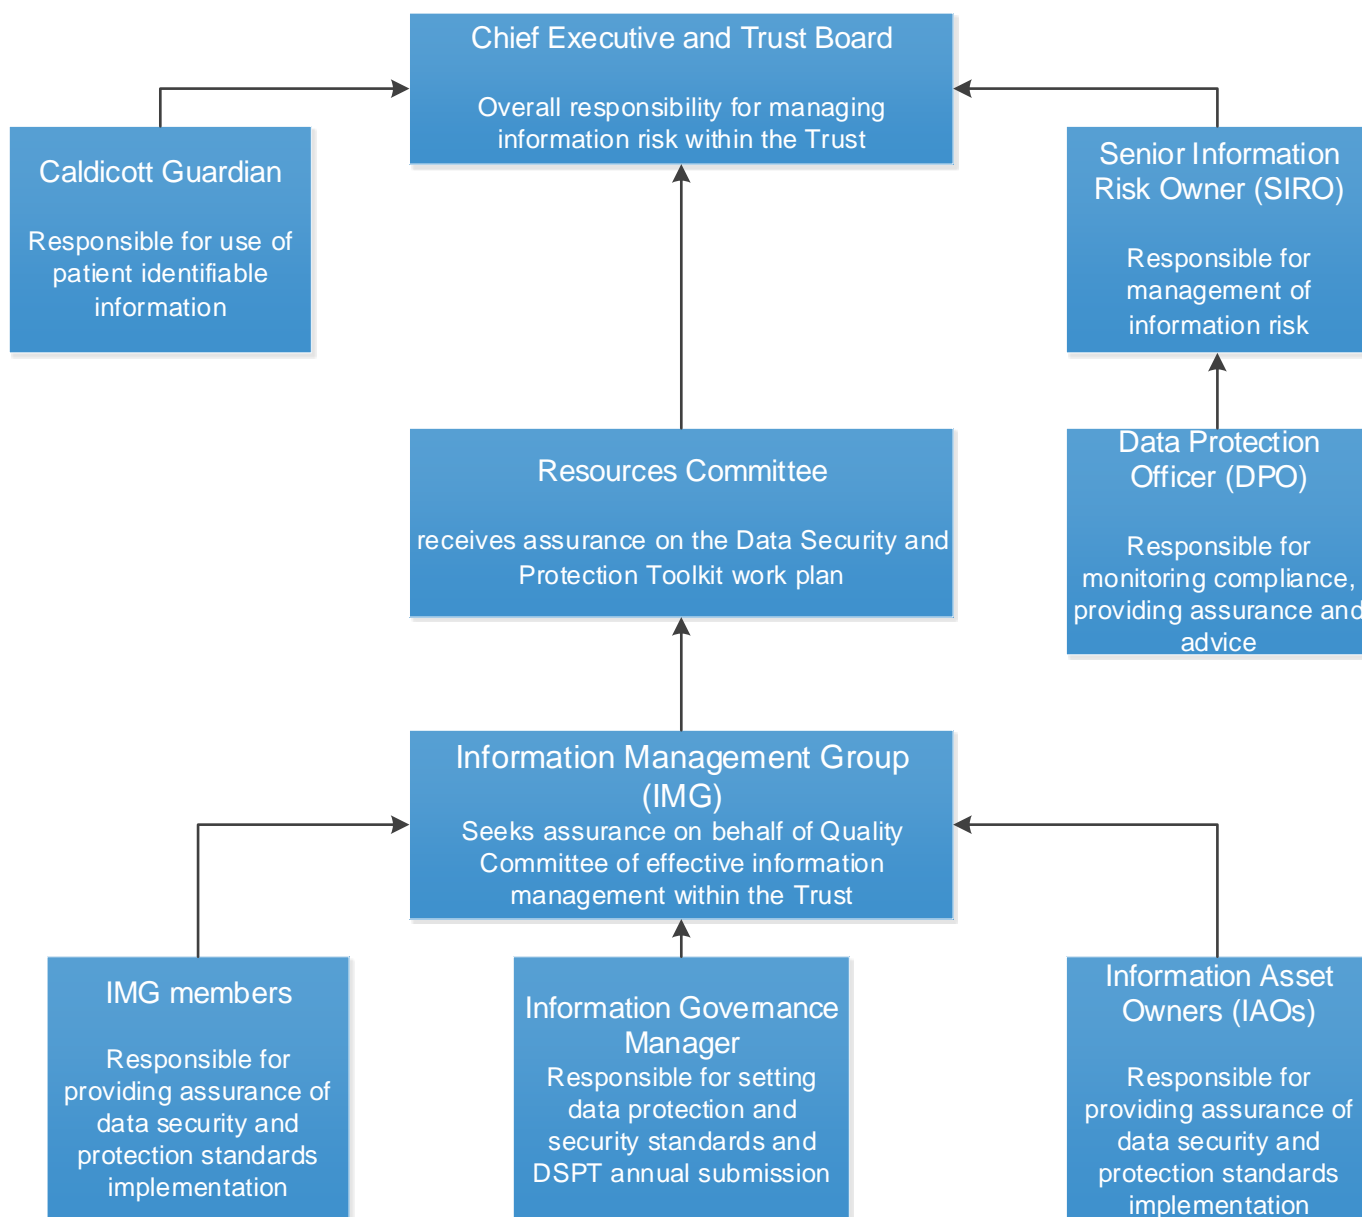 Chief Executive and Trust Board
Overall responsibility for managing
information risk within the Trust
Caldicott Guardian
Responsible for use of
patient identifiable
information
Senior Information
Risk Owner (SIRO)
Responsible for
management of
information risk
Resources Committee
receives assurance on the Data Security and
Protection Toolkit work plan
Data Protection
Officer (DPO)
Responsible for
monitoring compliance,
providing assurance and
advice
Information Management Group
(IMG)
Seeks assurance on behalf of Quality
Committee of effective information
management within the Trust
IMG members
Responsible for
providing assurance of
data security and
protection standards
implementation
Information Governance
Manager
Responsible for setting
data protection and
security standards and
DSPT annual submission
Information Asset
Owners (IAOs)
Responsible for
providing assurance of
data security and
protection standards
implementation